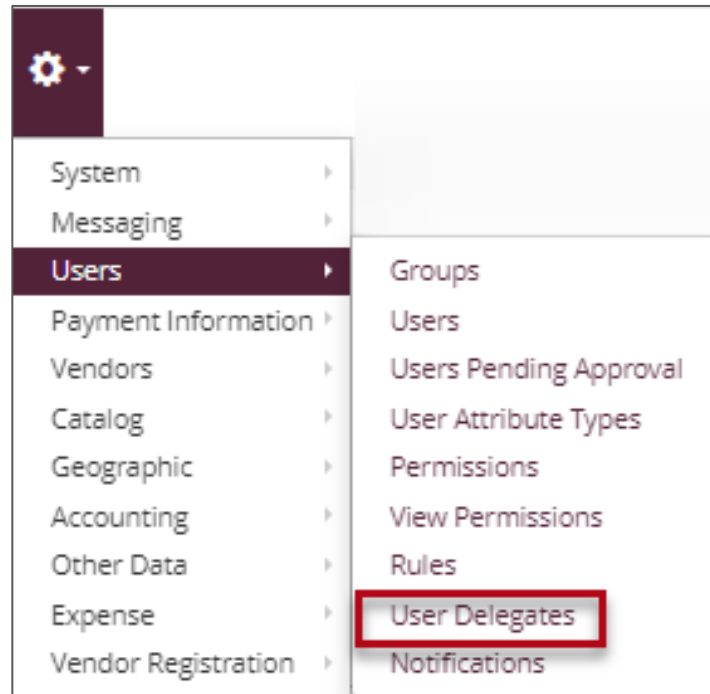 System
Messaging
Users
Payment Information
Vendors
Catalog
Geographic
Accounting
Other Data
Expense
Vendor Registration
Groups
Users
Users Pending Approval
User Attribute Types
Permissions
View Permissions
Rules
User Delegates
Notifications